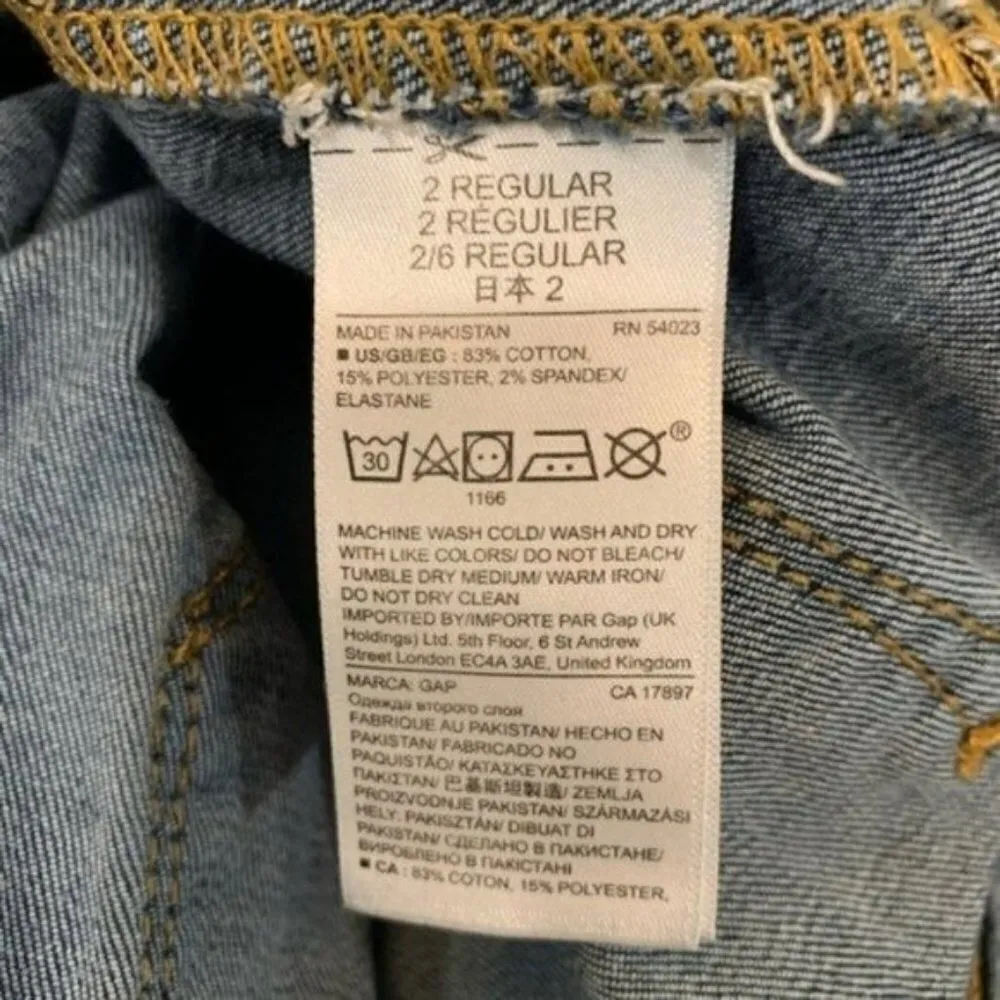 2 REGULAR
2 RÉGULIER
2/6 REGULAR
日本 2
MADE IN PAKISTAN RN 54023
■ US/GB/EG : 83% COTTON,
15% POLYESTER, 2% SPANDEX/
ELASTANE
30
®
1166
MACHINE WASH COLD/ WASH AND DRY
WITH LIKE COLORS/ DO NOT BLEACH/
TUMBLE DRY MEDIUM/ WARM IRON/
DO NOT DRY CLEAN
IMPORTED BY/IMPORTE PAR Gap (UK
Holdings) Ltd. 5th Floor, 6 St Andrew
Street London EC4A 3AE, United Kingdom
MARCA: GAP CA 17897
Одежда второго слоя
FABRIQUE AU PAKISTAN/ HECHO EN
PAKISTAN/ FABRICADO NO
PAQUISTÃO/ ΚΑΤΑΣΚΕΥΑΣΤΗΚΕ ΣΤΟ
ΠΑΚΙΣΤΑΝ/ 巴基斯坦製造/ ZEMLJA
PROIZVODNJE PAKISTAN/ SZÁRMAZÁSI
HELY: PAKISZTÁN/ DIBUAT DI
PAKISTAN/ СДЕЛАНО В ПАКИСТАНЕ/
ВИРОБЛЕНО В ПАКИСТАНІ
■ CA : 83% COTON, 15% POLYESTER,